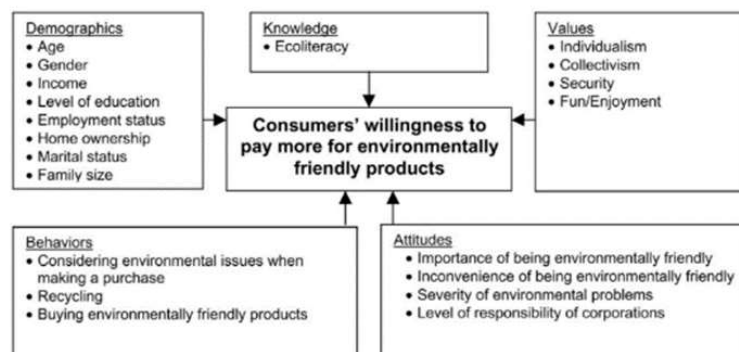 Demographics
• Age
• Gender
• Income
• Level of education
• Employment status
• Home ownership
• Marital status
• Family size
Knowledge
• Ecoliteracy
Values
• Individualism
• Collectivism
• Security
• Fun/Enjoyment
Consumers' willingness to
pay more for environmentally
friendly products
Behaviors
• Considering environmental issues when
making a purchase
• Recycling
• Buying environmentally friendly products
Attitudes
• Importance of being environmentally friendly
• Inconvenience of being environmentally friendly
• Severity of environmental problems
• Level of responsibility of corporations